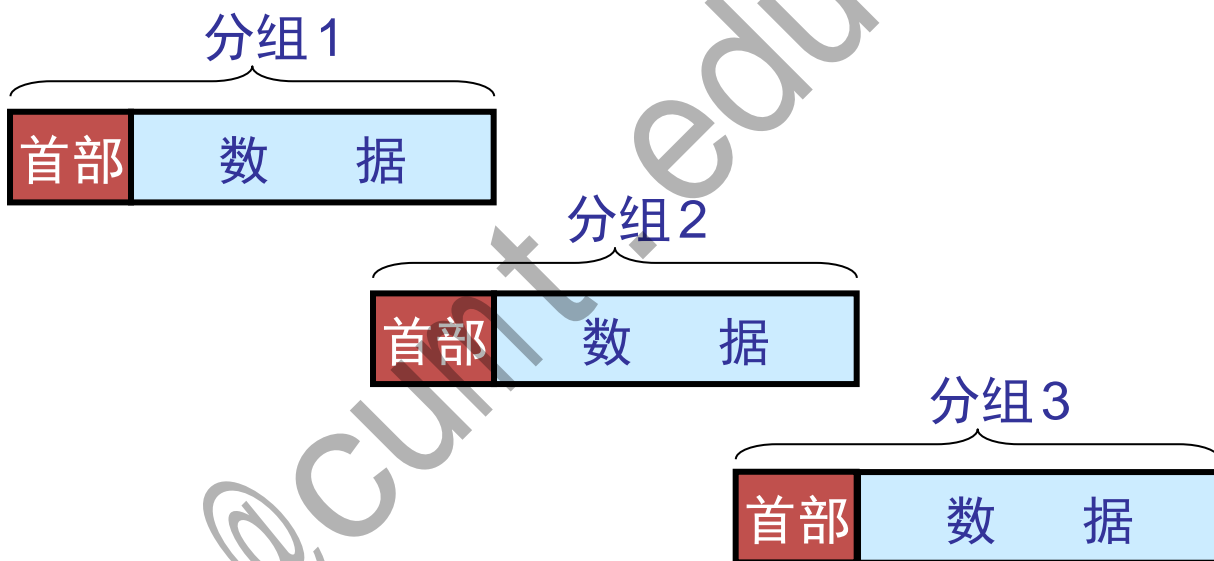 分组1
首部 数 据
分组2
首部 数 据
分组3
首部 数 据
@cumt.edu